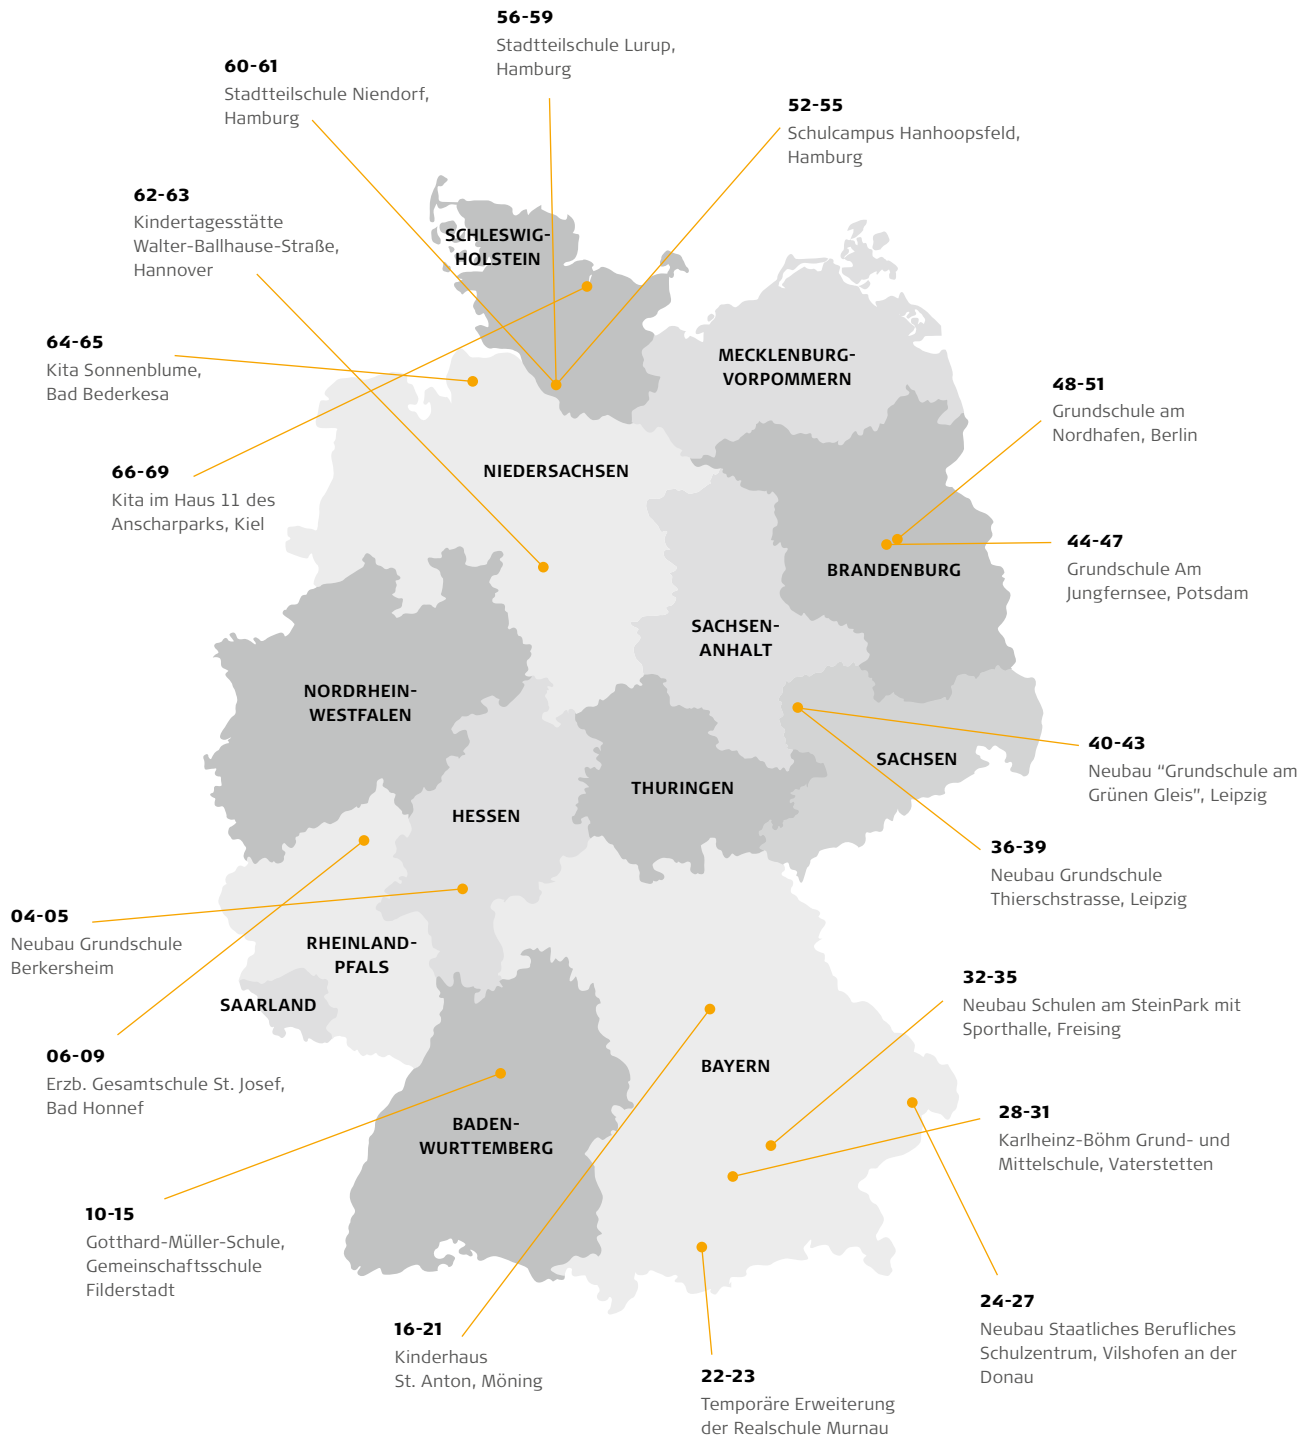 56-59
Stadtteilschule Lurup,
Hamburg
60-61
Stadtteilschule Niendorf,
Hamburg
52-55
Schulcampus Hanhoopsfeld,
Hamburg
62-63
Kindertagesstätte
Walter-Ballhause-Straße,
Hannover
SCHLESWIG-
HOLSTEIN
64-65
Kita Sonnenblume,
Bad Bederkesa
MECKLENBURG-
VORPOMMERN
48-51
Grundschule am
Nordhafen, Berlin
66-69
Kita im Haus 11 des
Anscharparks, Kiel
NIEDERSACHSEN
44-47
Grundschule Am
Jungfernsee, Potsdam
BRANDENBURG
SACHSEN-
ANHALT
NORDRHEIN-
WESTFALEN
40-43
Neubau “Grundschule am
Grünen Gleis”, Leipzig
SACHSEN
THURINGEN
HESSEN
36-39
Neubau Grundschule
Thierschstrasse, Leipzig
04-05
Neubau Grundschule
Berkersheim
RHEINLAND-
PFALS
SAARLAND
32-35
Neubau Schulen am SteinPark mit
Sporthalle, Freising
06-09
Erzb. Gesamtschule St. Josef,
Bad Honnef
BAYERN
28-31
Karlheinz-Böhm Grund- und
Mittelschule, Vaterstetten
BADEN-
WURTTEMBERG
10-15
Gotthard-Müller-Schule,
Gemeinschaftsschule
Filderstadt
24-27
Neubau Staatliches Berufliches
Schulzentrum, Vilshofen an der
Donau
16-21
Kinderhaus
St. Anton, Möning
22-23
Temporäre Erweiterung
der Realschule Murnau